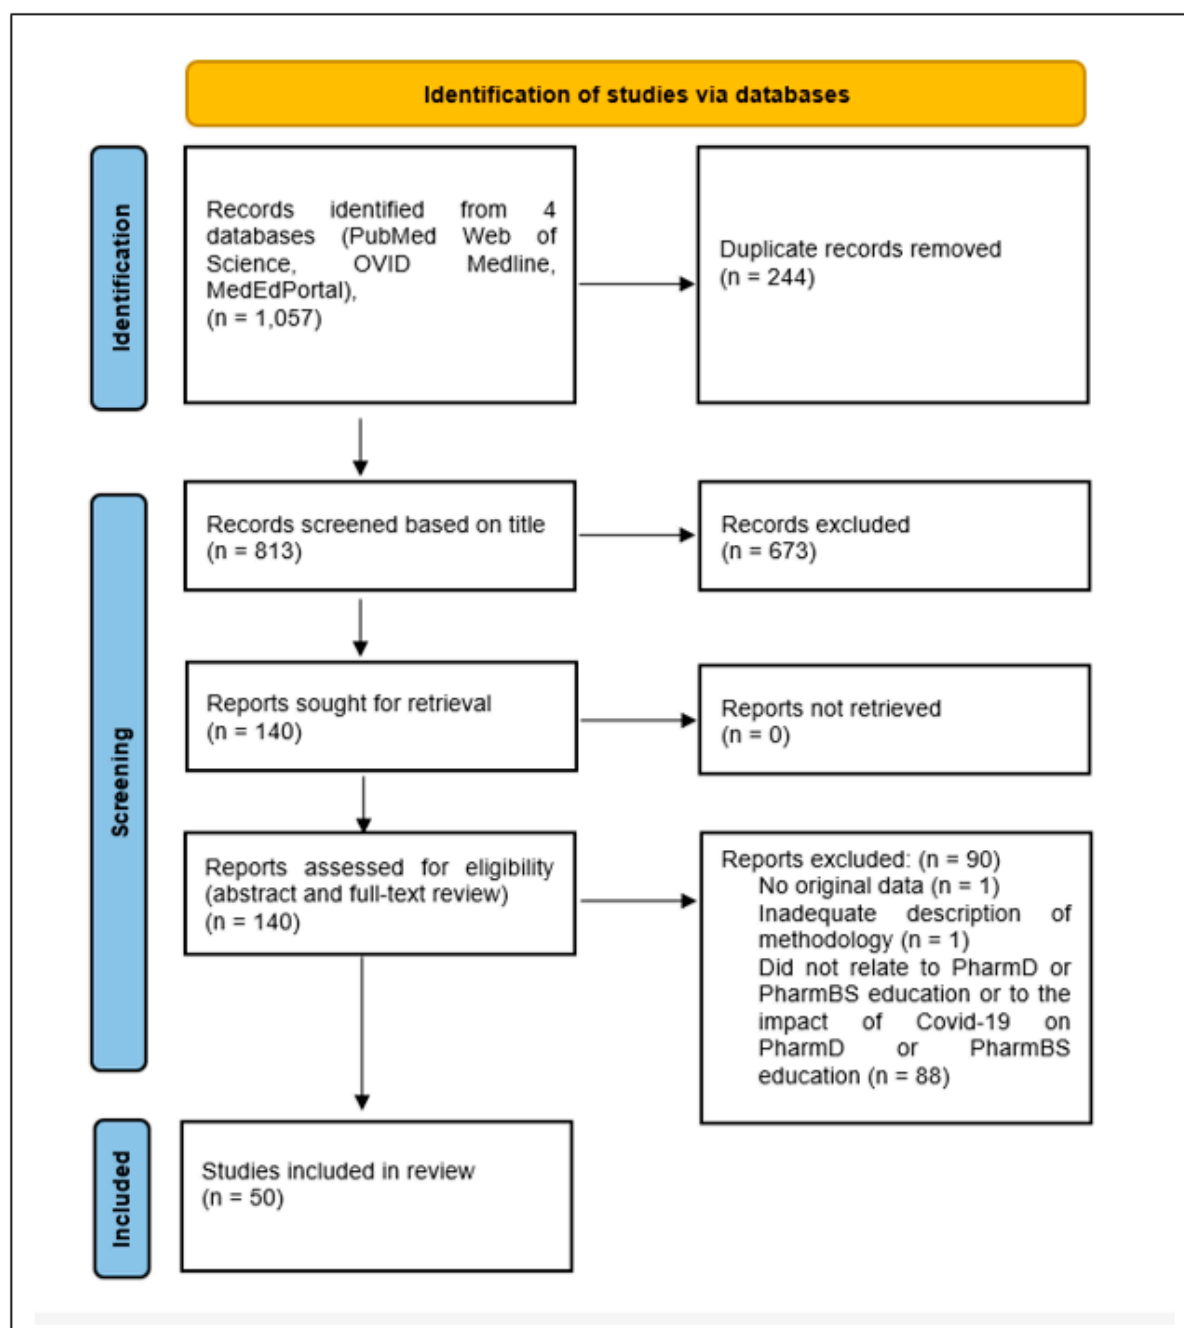 Identification of studies via databases
Identification
Records identified from 4
databases (PubMed Web of
Science, OVID Medline,
MedEdPortal),
(n = 1,057)
Duplicate records removed
(n = 244)
Screening
Records screened based on title
(n = 813)
Records excluded
(n = 673)
Reports sought for retrieval
(n = 140)
Reports not retrieved
(n = 0)
Reports assessed for eligibility
(abstract and full-text review)
(n = 140)
Reports excluded: (n = 90)
No original data (n = 1)
Inadequate description of
methodology (n = 1)
Did not relate to PharmD or
PharmBS education or to the
impact of Covid-19 on
PharmD or PharmBS
education (n = 88)
Included
Studies included in review
(n = 50)